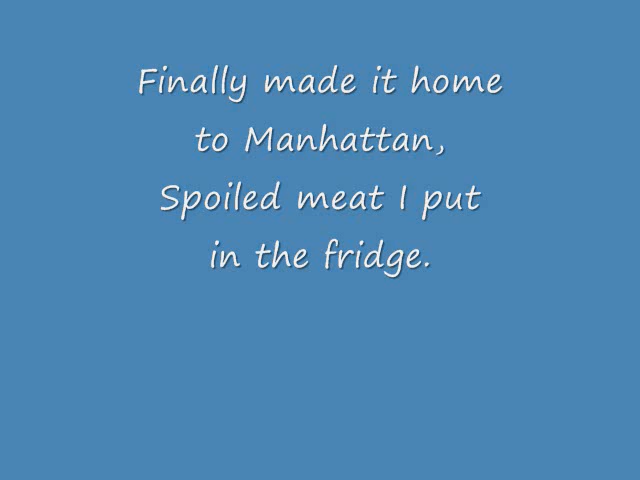 Finally made it home
to Manhattan,
Spoiled meat I put
in the fridge.